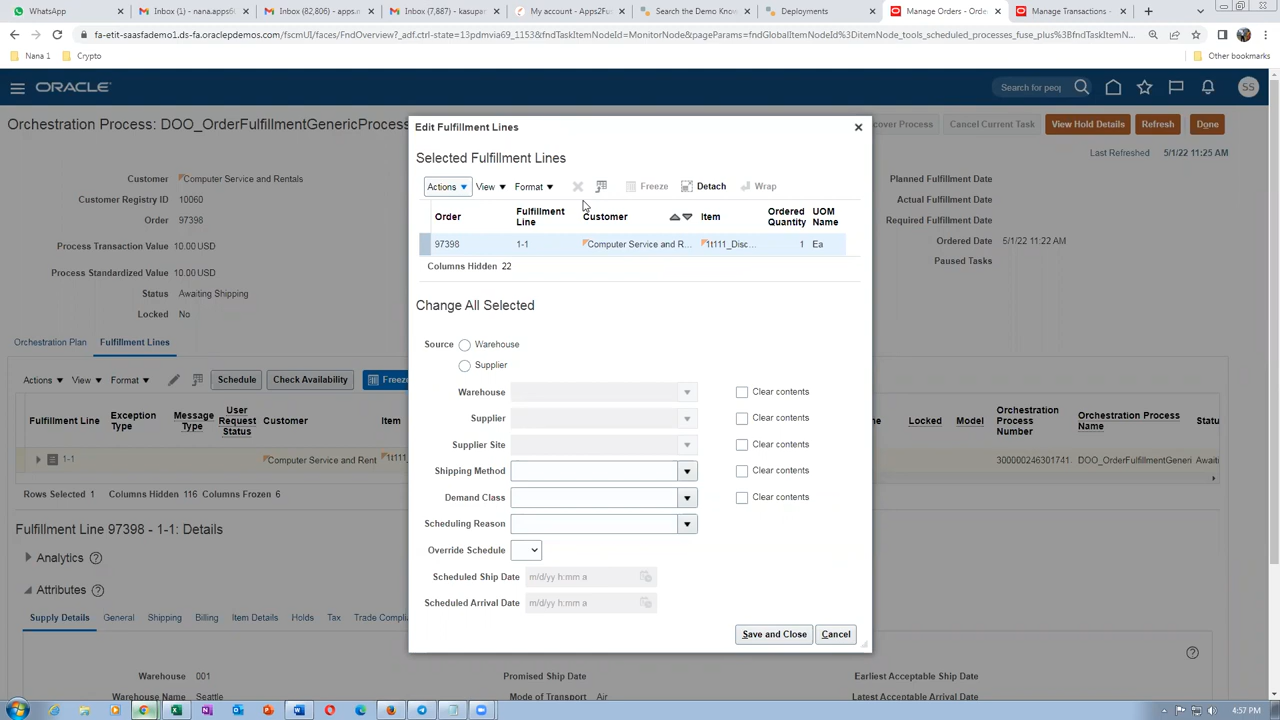 WhatsApp
Inbox (1) - nana.apps6
Inbox (82,806) - apps.n
Inbox (7,887) - kasupa
My account - Apps2Fu
Search the Demo Know
Deployments
Manage Orders - Orde
Manage Transactions -
fa-etit-saasfademo1.ds-fa.oraclepdemos.com/fscmUI/faces/FndOverview?_adf.ctrl-state=13pdmvia69_1153&fndTaskItemNodeId=MonitorNode&pageParams=fndGlobalItemNodeId%3DitemNode_tools_scheduled_processes_fuse_plus%3BfndTaskItemNodeId%3DMonitorNode...
Nana 1
Crypto
Other bookmarks
ORACLE
Search for peop
SS
Orchestration Process: DOO_OrderFulfillmentGenericProcess
cover Process
Cancel Current Task
View Hold Details
Refresh
Done
Last Refreshed 5/1/22 11:25 AM
Customer Computer Service and Rentals
Customer Registry ID 10060
Order 97398
Process Transaction Value 10.00 USD
Process Standardized Value 10.00 USD
Status Awaiting Shipping
Locked No
Planned Fulfillment Date
Actual Fulfillment Date
Required Fulfillment Date
Ordered Date 5/1/22 11:22 AM
Paused Tasks
Orchestration Plan
Fulfillment Lines
Actions
View
Format
Schedule
Check Availability
Freeze
Fulfillment Line
Exception Type
Message Type
User Request Status
Customer
Item
Locked
Model
Orchestration Process Number
Orchestration Process Name
Status
1-1
Computer Service and Rent
300000246301741.
DOO_OrderFulfillmentGeneri
Awaiti
Rows Selected 1 Columns Hidden 116 Columns Frozen 6
Fulfillment Line 97398 - 1-1: Details
Analytics
Attributes
Supply Details
General
Shipping
Billing
Item Details
Holds
Tax
Trade Compli
Warehouse 001
Warehouse Name Seattle
Promised Ship Date
Mode of Transport Air
Earliest Acceptable Ship Date
Latest Acceptable Arrival Date
Edit Fulfillment Lines
Selected Fulfillment Lines
Actions
View
Format
Freeze
Detach
Wrap
Order
Fulfillment Line
Customer
Item
Ordered Quantity
UOM Name
97398
1-1
Computer Service and R...
1t111_Disc...
1
Ea
Columns Hidden 22
Change All Selected
Source
Warehouse
Supplier
Warehouse
Clear contents
Supplier
Clear contents
Supplier Site
Clear contents
Shipping Method
Clear contents
Demand Class
Clear contents
Scheduling Reason
Override Schedule
Scheduled Ship Date m/d/yy h:mm a
Scheduled Arrival Date m/d/yy h:mm a
Save and Close
Cancel
4:57 PM